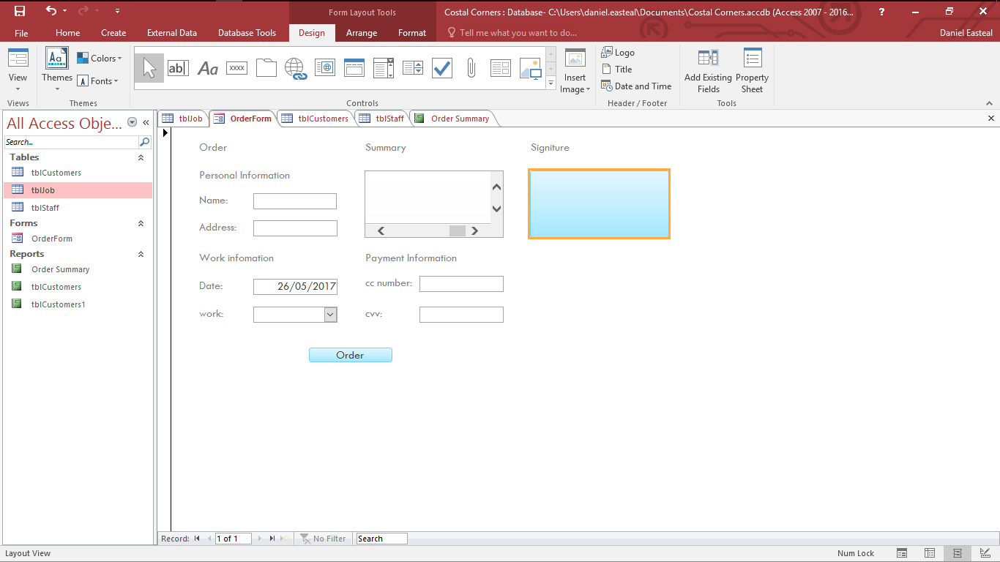 Form Layout Tools
Costal Corners : Database- C:\Users\daniel.easteal\Documents\Costal Corners.accdb (Access 2007 - 2016...
?
File Home Create External Data Database Tools Design Arrange Format Tell me what you want to do... Daniel Easteal
View
Themes
Aa
Colors
A Fonts
ab
Aa
xxxx
Insert
Image
Logo
Title
Date and Time
Add Existing
Fields
Property
Sheet
Views Themes Controls Header / Footer Tools
All Access Obje...
Search...
Tables
tblCustomers
tblJob
tblStaff
Forms
OrderForm
Reports
Order Summary
tblCustomers
tblCustomers1
tblJob OrderForm tblCustomers tblStaff Order Summary
Order Summary Signiture
Personal Information
Name:
Address:
Work infomation Payment Information
Date: 26/05/2017 cc number:
work: cvv:
Order
Record: 1 of 1 No Filter Search
Layout View Num Lock